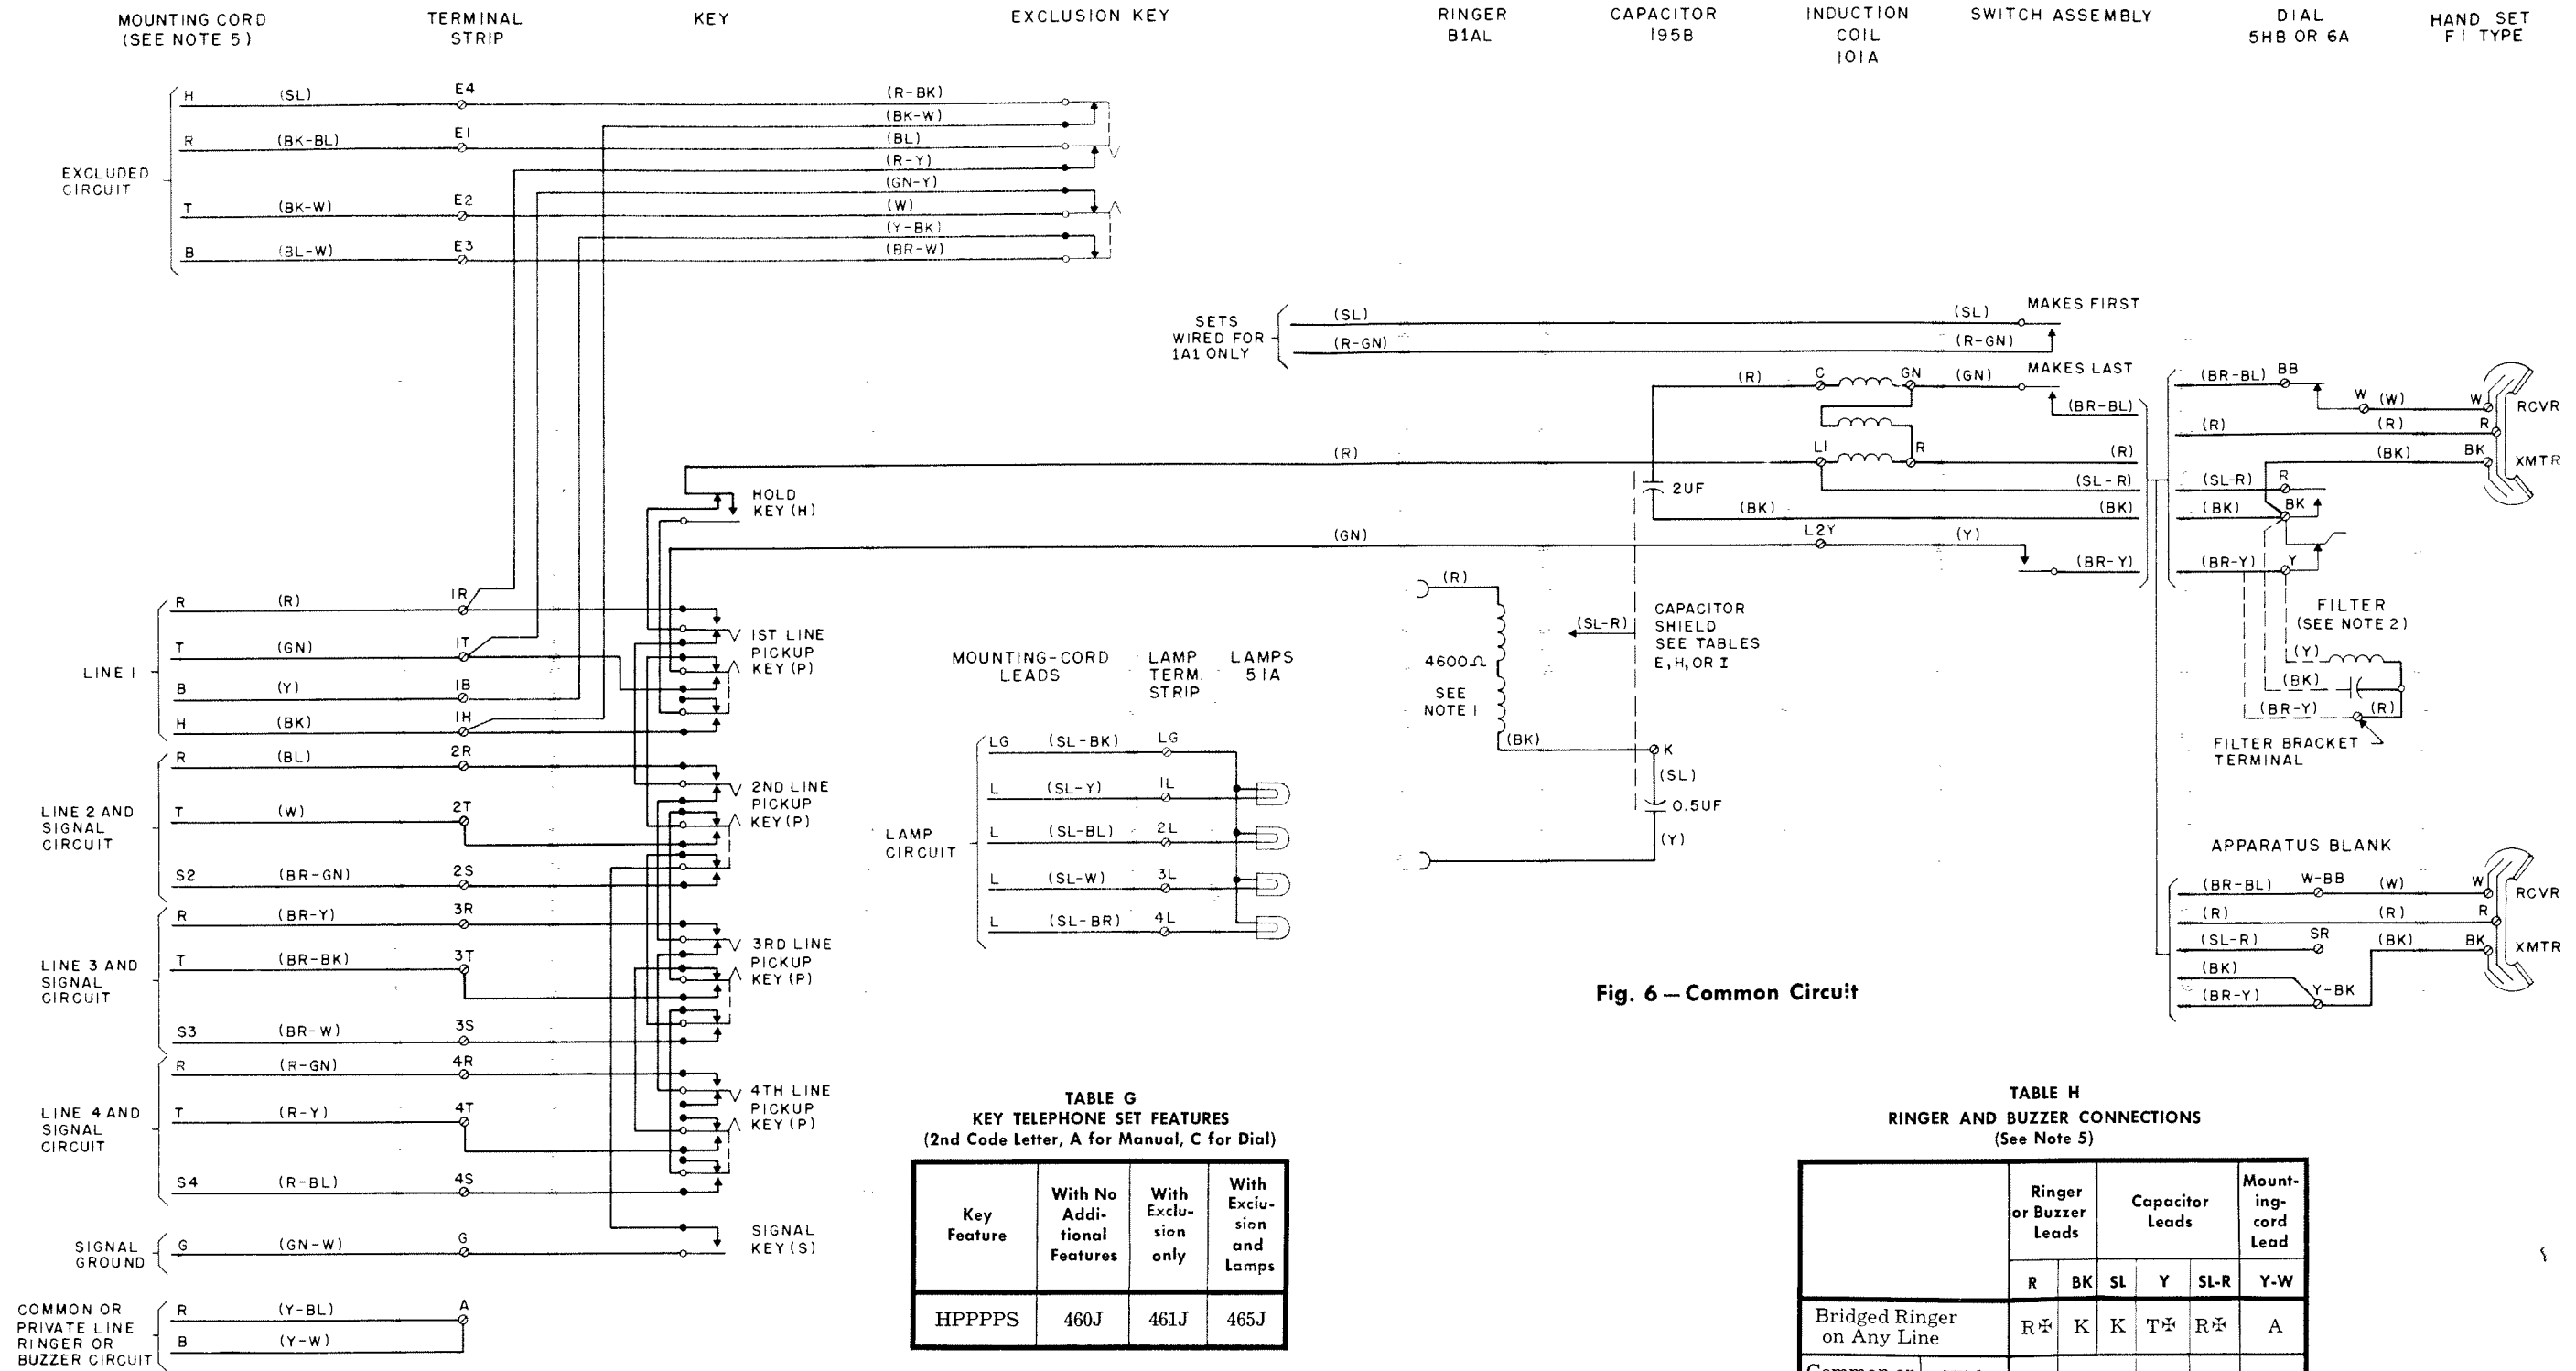 MOUNTING CORD
(SEE NOTE 5)
TERMINAL
STRIP
KEY
EXCLUSION KEY
RINGER
B1AL
CAPACITOR
195B
INDUCTION
COIL
101A
SWITCH ASSEMBLY
DIAL
5HB OR 6A
HAND SET
F1 TYPE
EXCLUDED
CIRCUIT
H (SL) E4 (R-BK)
(BK-W)
R (BK-BL) E1 (BL)
(R-Y)
(GN-Y)
T (BK-W) E2 (W)
(Y-BK)
B (BL-W) E3 (BR-W)
SETS
WIRED FOR
1A1 ONLY
(SL) (SL) MAKES FIRST
(R-GN) (R-GN)
MAKES LAST
(R) C GN (GN)
(BR-BL)
(R) L1 R (R)
(SL-R)
2UF
(BK) (BK)
(GN) L2Y (Y)
(BR-Y)
(BR-BL) BB
W (W) W RCVR
(R) (R) R
(BK) BK XMTR
(SL-R) R
(BK) BK
(BR-Y) Y
FILTER
(SEE NOTE 2)
(Y)
(BK)
(BR-Y) (R)
FILTER BRACKET
TERMINAL
HOLD
KEY (H)
LINE 1
R (R) 1R
T (GN) 1T
B (Y) 1B
H (BK) 1H
1ST LINE
PICKUP
KEY (P)
LINE 2 AND
SIGNAL
CIRCUIT
R (BL) 2R
T (W) 2T
S2 (BR-GN) 2S
2ND LINE
PICKUP
KEY (P)
LINE 3 AND
SIGNAL
CIRCUIT
R (BR-Y) 3R
T (BR-BK) 3T
S3 (BR-W) 3S
3RD LINE
PICKUP
KEY (P)
LINE 4 AND
SIGNAL
CIRCUIT
R (R-GN) 4R
T (R-Y) 4T
S4 (R-BL) 4S
4TH LINE
PICKUP
KEY (P)
SIGNAL
GROUND
G (GN-W) G
SIGNAL
KEY (S)
COMMON OR
PRIVATE LINE
RINGER OR
BUZZER CIRCUIT
R (Y-BL) A
B (Y-W)
MOUNTING-CORD
LEADS
LAMP
TERM.
STRIP
LAMPS
51A
LAMP
CIRCUIT
LG (SL-BK) LG
L (SL-Y) 1L
L (SL-BL) 2L
L (SL-W) 3L
L (SL-BR) 4L
(R)
4600Ω
SEE
NOTE 1
(BK)
(SL-R)
CAPACITOR
SHIELD
SEE TABLES
E, H, OR I
K
(SL)
0.5UF
(Y)
APPARATUS BLANK
(BR-BL) W-BB (W) W RCVR
(R) (R) R
(SL-R) SR (BK) BK XMTR
(BK)
(BR-Y) Y-BK
Fig. 6 — Common Circuit
TABLE G
KEY TELEPHONE SET FEATURES
(2nd Code Letter, A for Manual, C for Dial)
Key
Feature
With No
Addi-
tional
Features
With
Exclu-
sion
only
With
Exclu-
sion
and
Lamps
HPPPPS 460J 461J 465J
TABLE H
RINGER AND BUZZER CONNECTIONS
(See Note 5)
Ringer
or Buzzer
Leads
Capacitor
Leads
Mount-
ing-
cord
Lead
R BK SL Y SL-R Y-W
Bridged Ringer
on Any Line
R✠ K K T✠ R✠ A
Common or